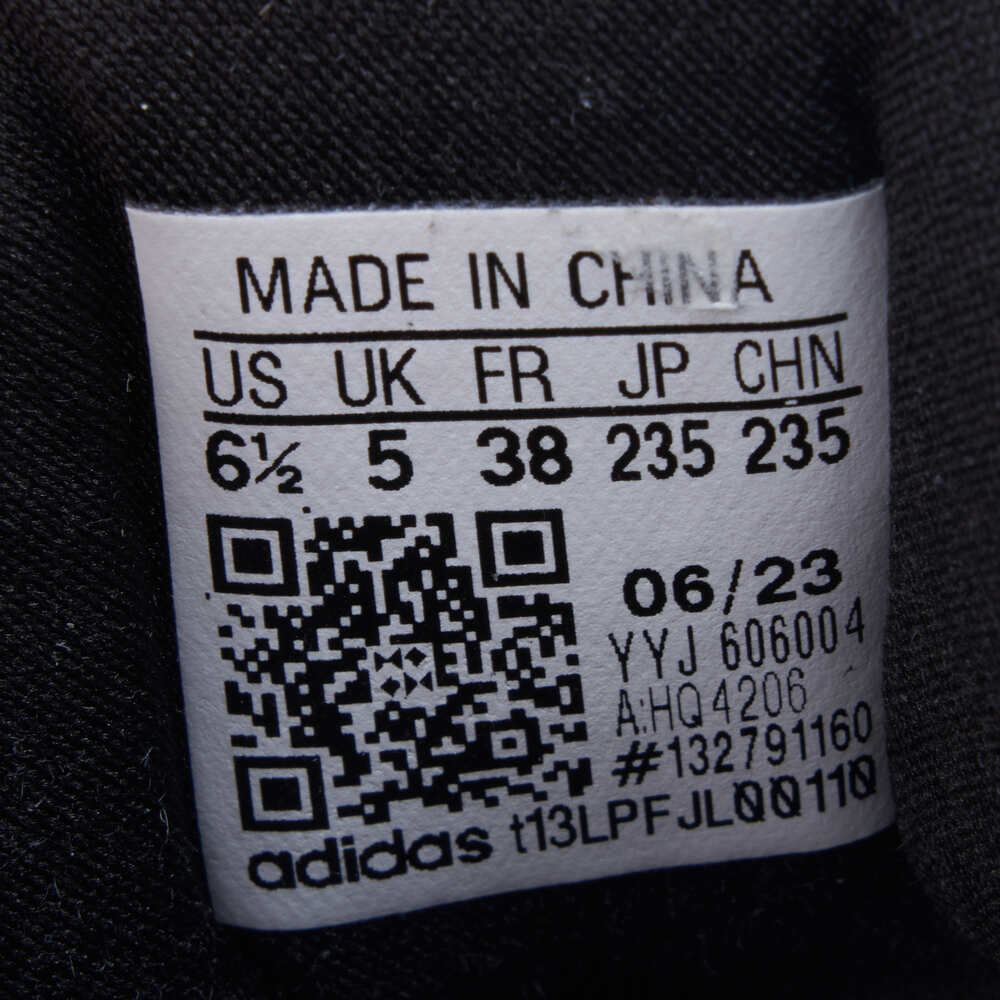 MADE IN CHINA
US UK FR JP CHN
6½ 5 38 235 235
06/23
YYJ 606004
A:HQ4206
#132791160
adidas t13LPFJL00110